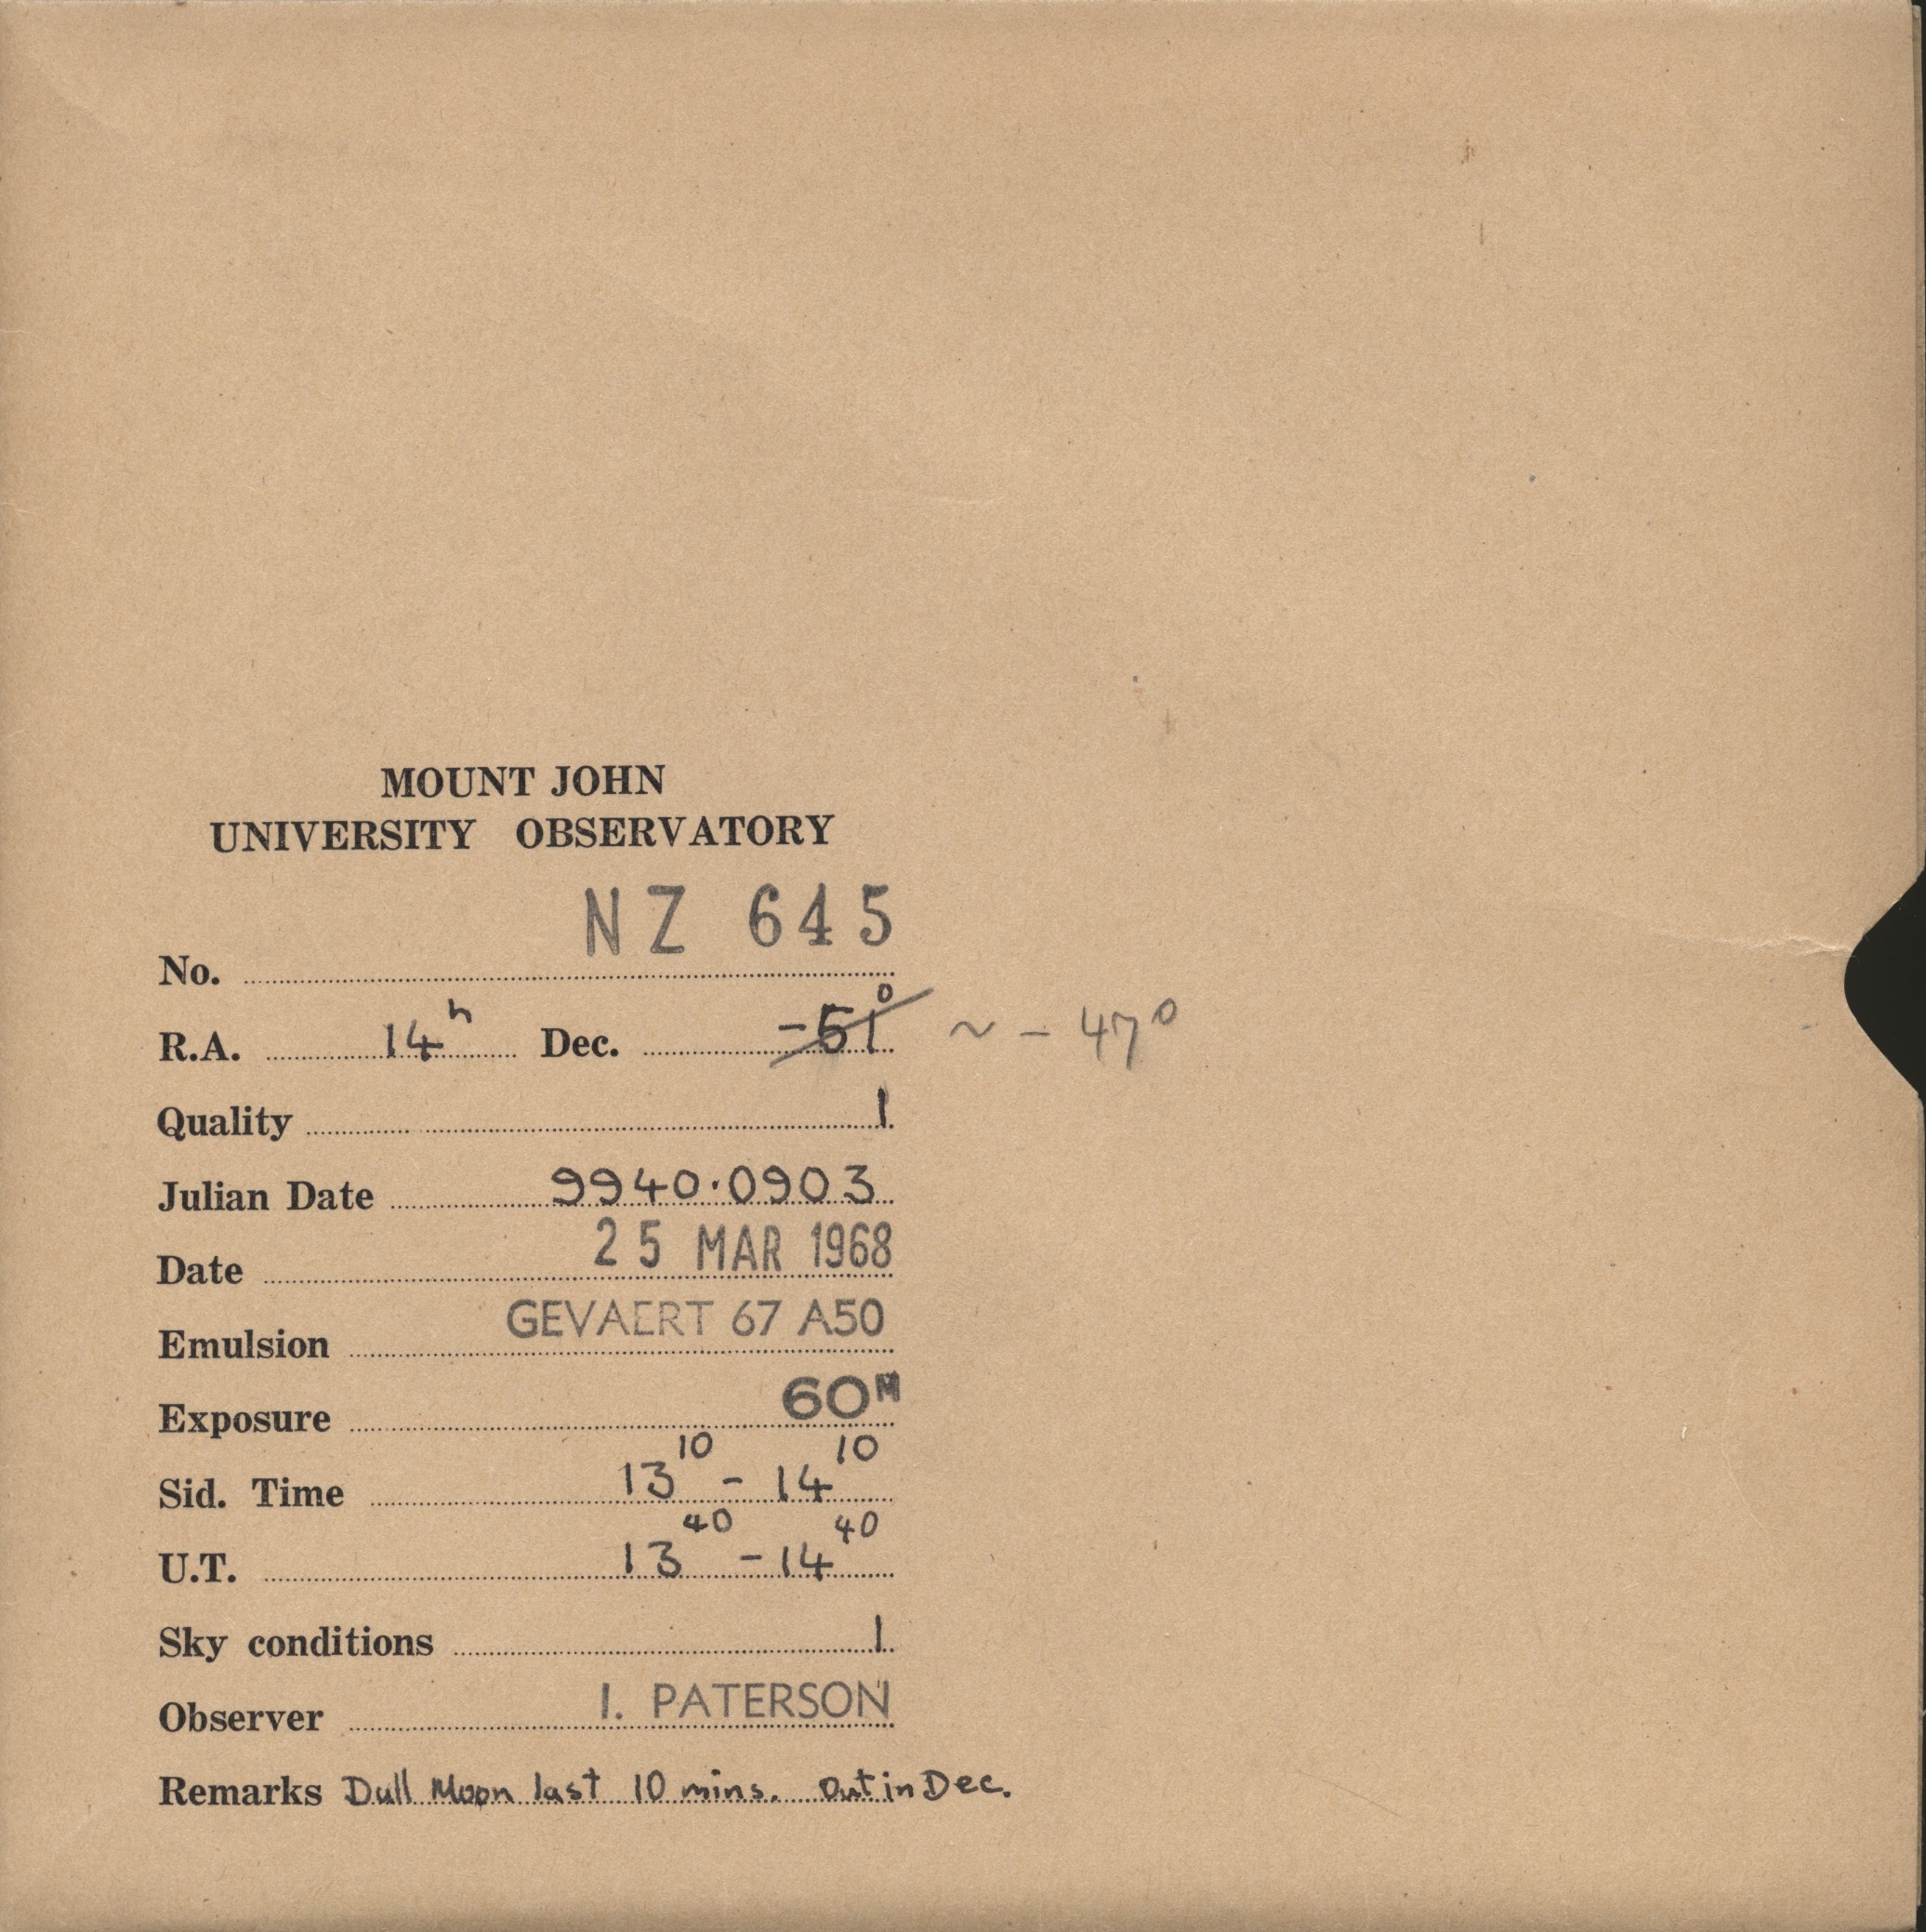 MOUNT JOHN
UNIVERSITY OBSERVATORY
No. NZ 645
R.A. 14h Dec. -51° ~ - 47°
Quality 1
Julian Date 9940.0903
Date 25 MAR 1968
Emulsion GEVAERT 67 A50
Exposure 60M
Sid. Time 13 10 - 14 10
U.T. 13 40 - 14 40
Sky conditions 1
Observer I. PATERSON
Remarks Dull Moon last 10 mins. Out in Dec.